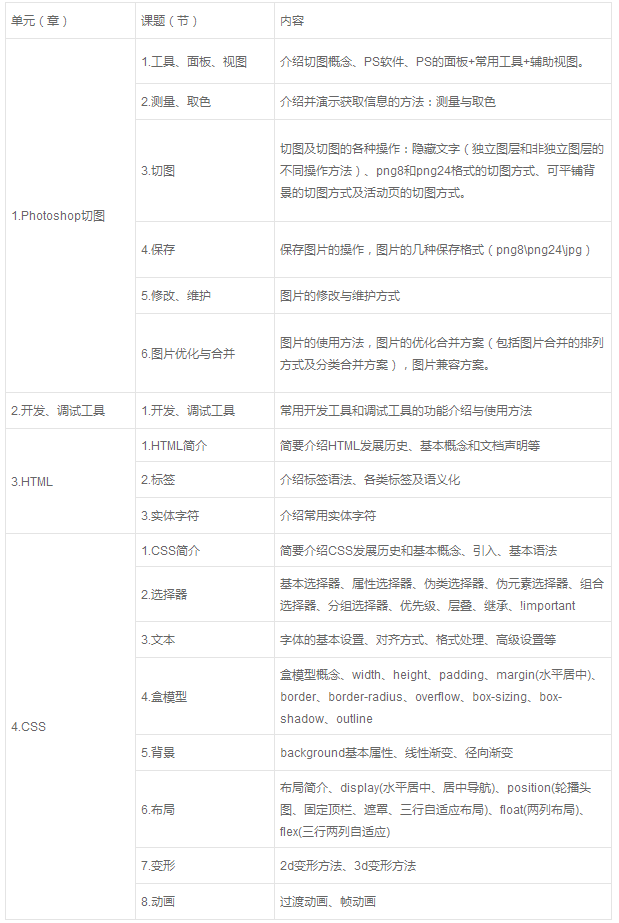 单元（章）
课题（节）
内容
1.Photoshop切图
1.工具、面板、视图
介绍切图概念、PS软件、PS的面板+常用工具+辅助视图。
2.测量、取色
介绍并演示获取信息的方法：测量与取色
3.切图
切图及切图的各种操作：隐藏文字（独立图层和非独立图层的
不同操作方法）、png8和png24格式的切图方式、可平铺背
景的切图方式及活动页的切图方式。
4.保存
保存图片的操作，图片的几种保存格式（png8\png24\jpg）
5.修改、维护
图片的修改与维护方式
6.图片优化与合并
图片的使用方法，图片的优化合并方案（包括图片合并的排列
方式及分类合并方案），图片兼容方案。
2.开发、调试工具
1.开发、调试工具
常用开发工具和调试工具的功能介绍与使用方法
3.HTML
1.HTML简介
简要介绍HTML发展历史、基本概念和文档声明等
2.标签
介绍标签语法、各类标签及语义化
3.实体字符
介绍常用实体字符
4.CSS
1.CSS简介
简要介绍CSS发展历史和基本概念、引入、基本语法
2.选择器
基本选择器、属性选择器、伪类选择器、伪元素选择器、组合
选择器、分组选择器、优先级、层叠、继承、!important
3.文本
字体的基本设置、对齐方式、格式处理、高级设置等
4.盒模型
盒模型概念、width、height、padding、margin(水平居中)、
border、border-radius、overflow、box-sizing、box-
shadow、outline
5.背景
background基本属性、线性渐变、径向渐变
6.布局
布局简介、display(水平居中、居中导航)、position(轮播头
图、固定顶栏、遮罩、三行自适应布局)、float(两列布局)、
flex(三行两列自适应)
7.变形
2d变形方法、3d变形方法
8.动画
过渡动画、帧动画